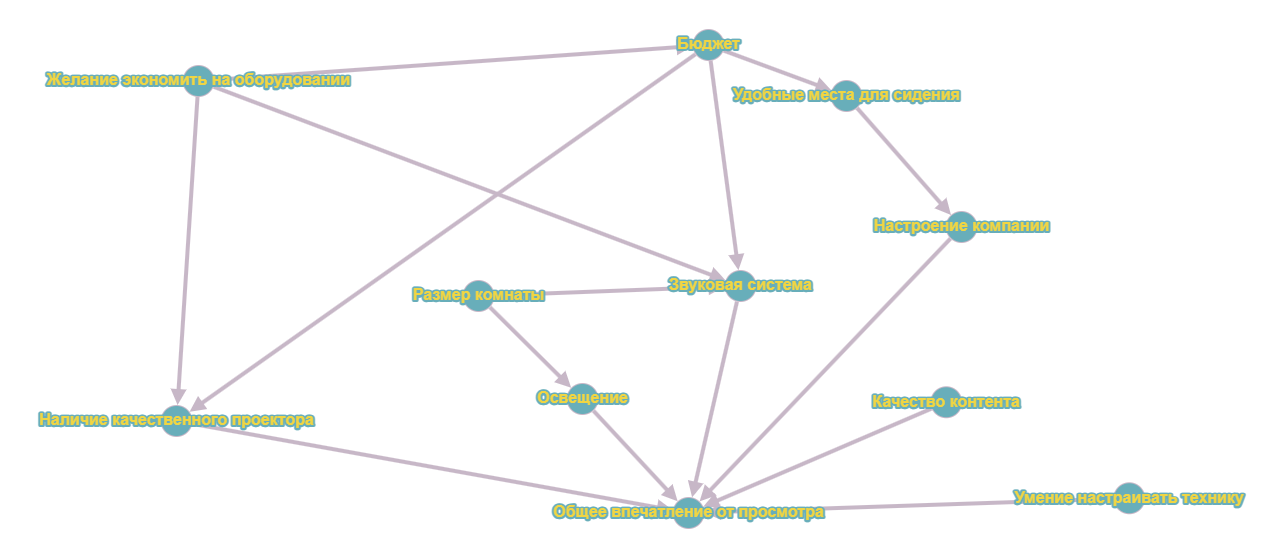 Бюджет
Желание экономить на оборудовании
Удобные места для сидения
Настроение компании
Звуковая система
Размер комнаты
Освещение
Качество контента
Наличие качественного проектора
Умение настраивать технику
Общее впечатление от просмотра